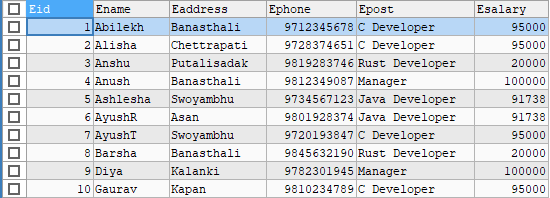 Eid Ename Eaddress Ephone Epost Esalary
1 Abilekh Banasthali 9712345678 C Developer 95000
2 Alisha Chettrapati 9728374651 C Developer 95000
3 Anshu Putalisadak 9819283746 Rust Developer 20000
4 Anush Banasthali 9812349087 Manager 100000
5 Ashlesha Swoyambhu 9734567123 Java Developer 91738
6 AyushR Asan 9801928374 Java Developer 91738
7 AyushT Swoyambhu 9720193847 C Developer 95000
8 Barsha Banasthali 9845632190 Rust Developer 20000
9 Diya Kalanki 9782301945 Manager 100000
10 Gaurav Kapan 9810234789 C Developer 95000